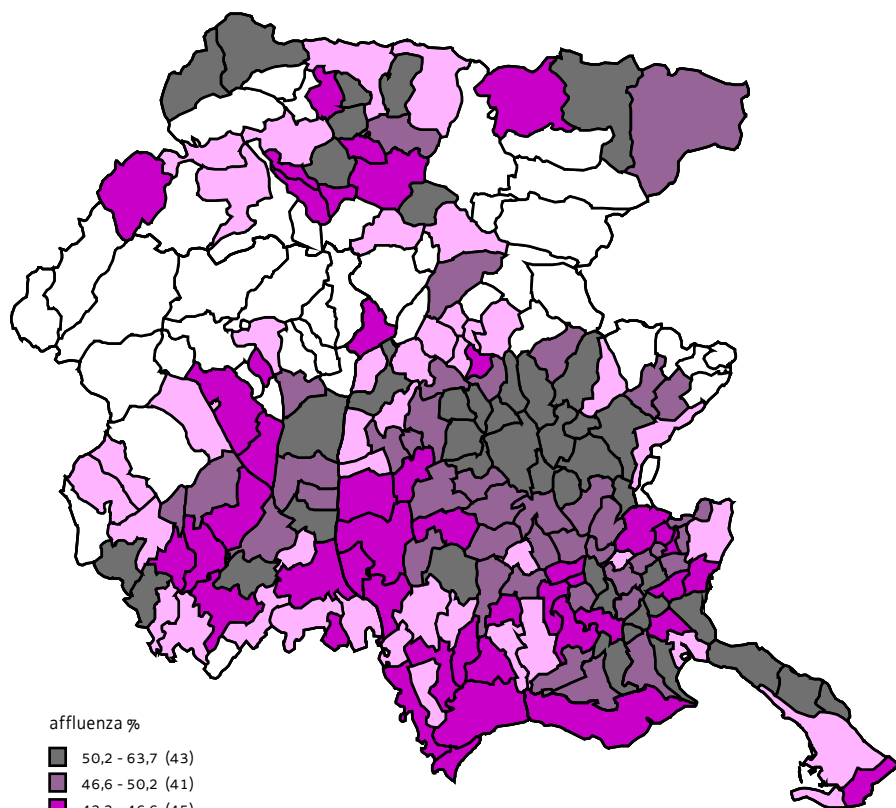 affluenza %
50,2 - 63,7 (43)
46,6 - 50,2 (41)